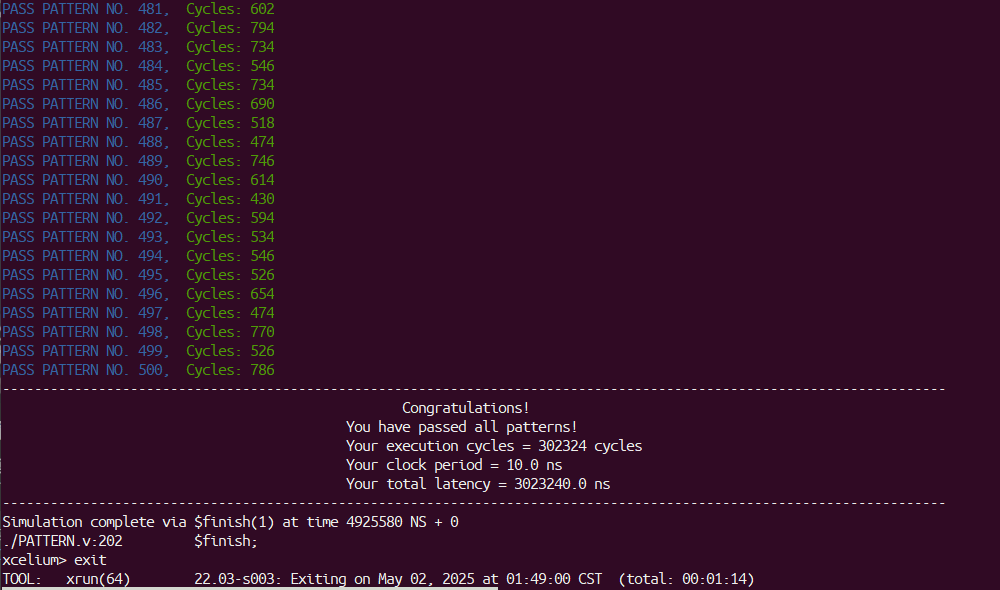 PASS PATTERN NO. 481,  Cycles: 602
PASS PATTERN NO. 482,  Cycles: 794
PASS PATTERN NO. 483,  Cycles: 734
PASS PATTERN NO. 484,  Cycles: 546
PASS PATTERN NO. 485,  Cycles: 734
PASS PATTERN NO. 486,  Cycles: 690
PASS PATTERN NO. 487,  Cycles: 518
PASS PATTERN NO. 488,  Cycles: 474
PASS PATTERN NO. 489,  Cycles: 746
PASS PATTERN NO. 490,  Cycles: 614
PASS PATTERN NO. 491,  Cycles: 430
PASS PATTERN NO. 492,  Cycles: 594
PASS PATTERN NO. 493,  Cycles: 534
PASS PATTERN NO. 494,  Cycles: 546
PASS PATTERN NO. 495,  Cycles: 526
PASS PATTERN NO. 496,  Cycles: 654
PASS PATTERN NO. 497,  Cycles: 474
PASS PATTERN NO. 498,  Cycles: 770
PASS PATTERN NO. 499,  Cycles: 526
PASS PATTERN NO. 500,  Cycles: 786
----------------------------------------------------------------------------------------------------------------------
Congratulations!
You have passed all patterns!
Your execution cycles = 302324 cycles
Your clock period = 10.0 ns
Your total latency = 3023240.0 ns
----------------------------------------------------------------------------------------------------------------------
Simulation complete via $finish(1) at time 4925580 NS + 0
./PATTERN.v:202         $finish;
xcelium> exit
TOOL:   xrun(64)        22.03-s003: Exiting on May 02, 2025 at 01:49:00 CST  (total: 00:01:14)